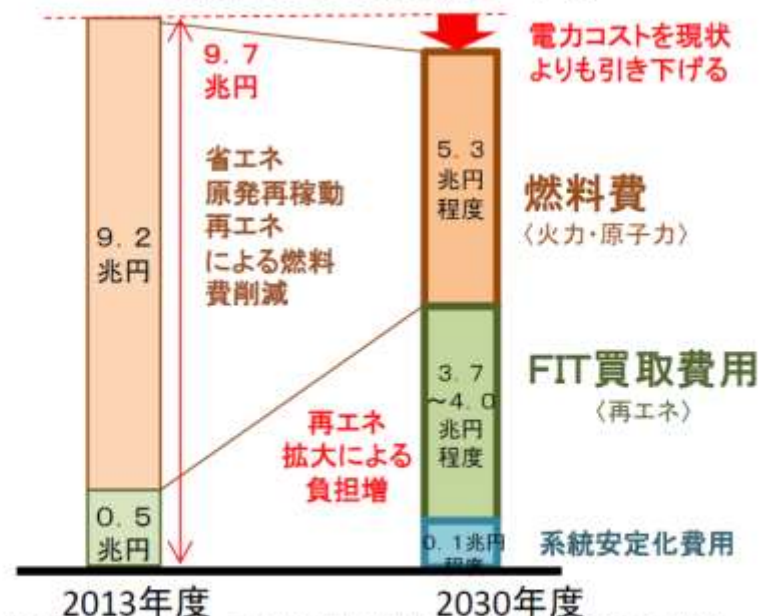 9.7
兆円
電力コストを現状
よりも引き下げる
省エネ
原発再稼動
再エネ
による燃料
費削減
9.2
兆円
5.3
兆円
程度
燃料費
〈火力・原子力〉
FIT買取費用
〈再エネ〉
3.7
～4.0
兆円
程度
再エネ
拡大による
負担増
0.5
兆円
0.1兆円
程度
系統安定化費用
2013年度
2030年度